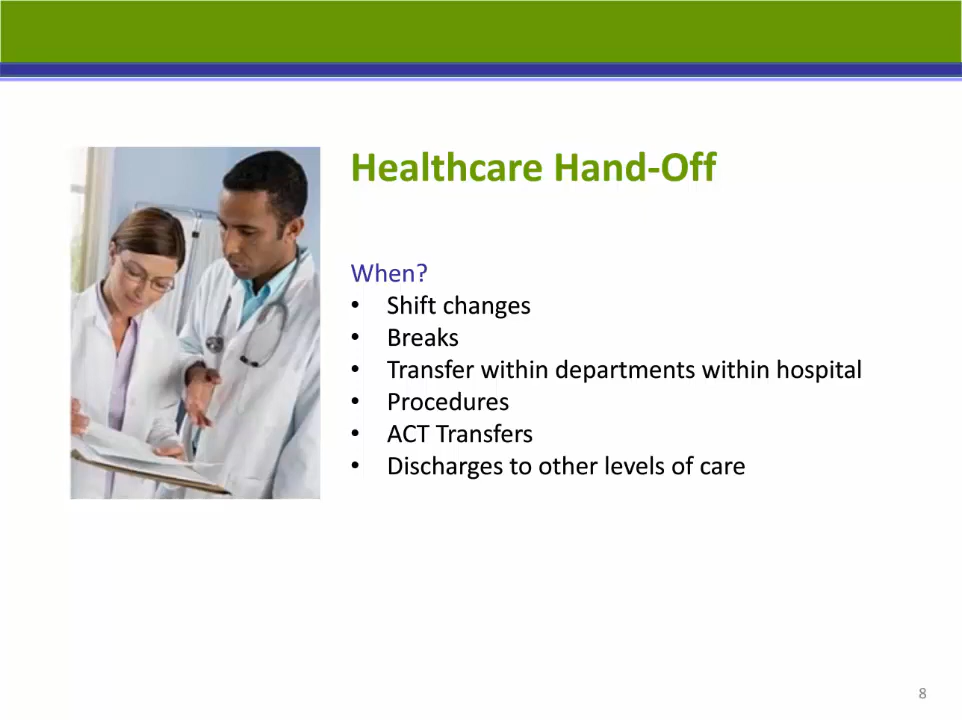 Healthcare Hand-Off
When?
• Shift changes
• Breaks
• Transfer within departments within hospital
• Procedures
• ACT Transfers
• Discharges to other levels of care
8